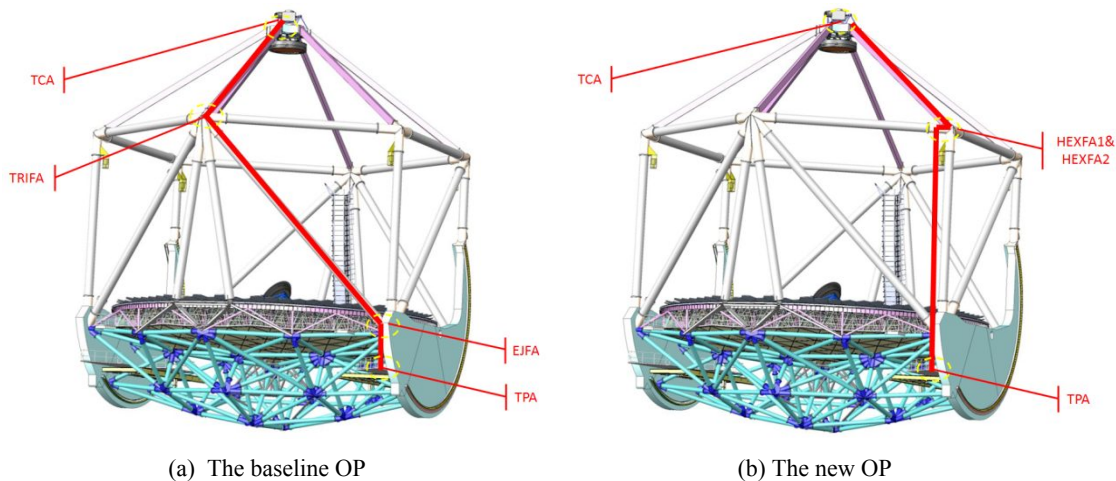 TCA
TRIFA
EJFA
TPA
(a) The baseline OP
TCA
HEXFA1&
HEXFA2
TPA
(b) The new OP